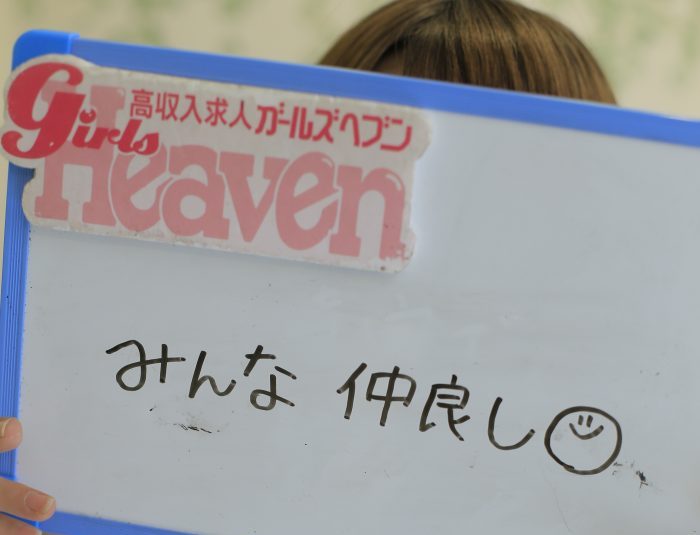 高収入求人ガールズヘブン
Girls
Heaven
みんな 仲良し